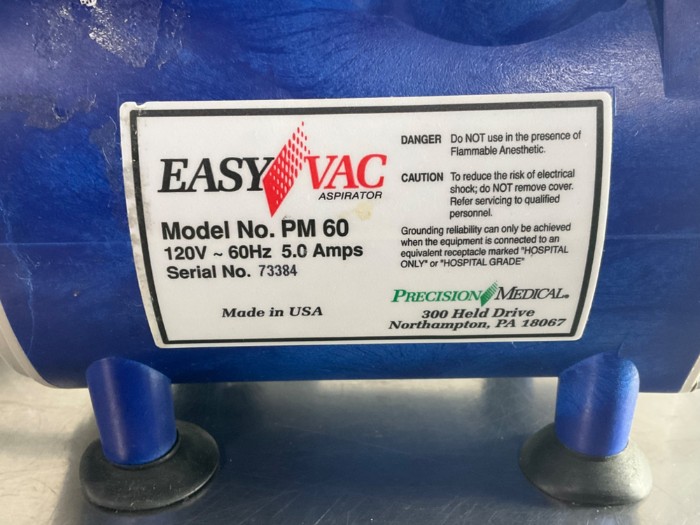 EASY VAC
ASPIRATOR
Model No. PM 60
120V ~ 60Hz 5.0 Amps
Serial No. 73384
Made in USA
DANGER Do NOT use in the presence of
Flammable Anesthetic.
CAUTION To reduce the risk of electrical
shock; do NOT remove cover.
Refer servicing to qualified
personnel.
Grounding reliability can only be achieved
when the equipment is connected to an
equivalent receptacle marked "HOSPITAL
ONLY" or "HOSPITAL GRADE"
PRECISION MEDICAL®
300 Held Drive
Northampton, PA 18067